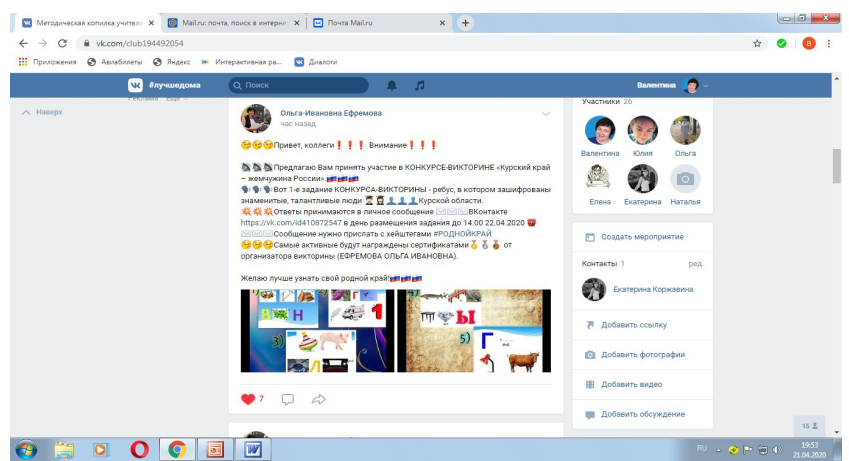 Методическая копилка учителя
Mail.ru: почта, поиск в интернет
Почта Mail.ru
vk.com/club194492054
Приложения
Авиабилеты
Яндекс
Интерактивная ра...
Диалоги
#лучшедома
Поиск
Валентина
Наверх
Реклама Ещё
Ольга-Ивановна Ефремова
час назад
Привет, коллеги❗❗❗ Внимание❗❗❗
Предлагаю Вам принять участие в КОНКУРСЕ-ВИКТОРИНЕ «Курский край
– жемчужина России».
Вот 1-е задание КОНКУРСА-ВИКТОРИНЫ - ребус, в котором зашифрованы
знаменитые, талантливые люди Курской области.
Ответы принимаются в личное сообщение ВКонтакте
https://vk.com/id410872547 в день размещения задания до 14.00 22.04.2020
Сообщение нужно прислать с хейштегами #РОДНОЙКРАЙ
Самые активные будут награждены сертификатами от
организатора викторины (ЕФРЕМОВА ОЛЬГА ИВАНОВНА).
Желаю лучше узнать свой родной край!
Г
Н
1
3)
Ы
5)
Г
7
Участники 26
Валентина Юлия Ольга
Елена Екатерина Наталья
Создать мероприятие
Контакты 1 ред.
Екатерина Коржавина
Добавить ссылку
Добавить фотографии
Добавить видео
Добавить обсуждение
15
RU
19:53
21.04.2020